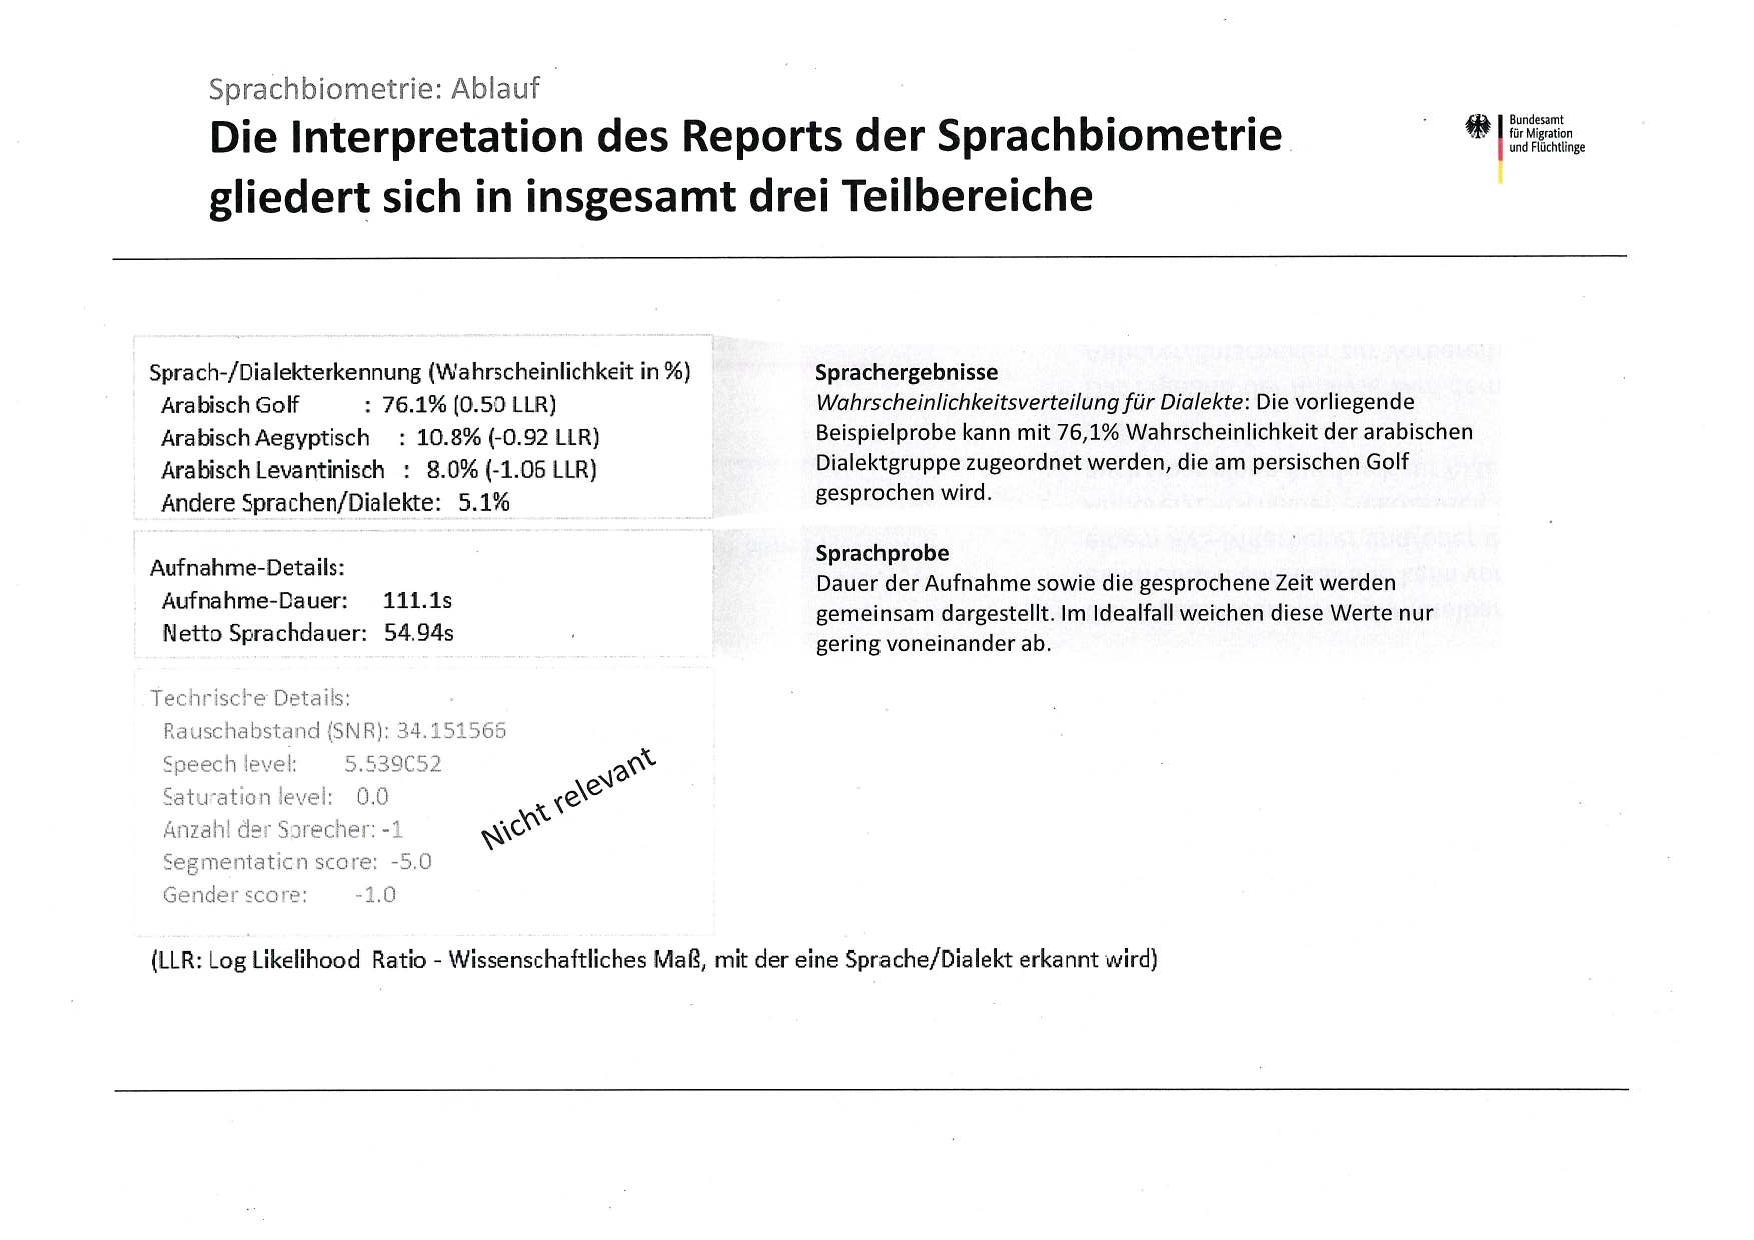 Sprachbiometrie: Ablauf
Die Interpretation des Reports der Sprachbiometrie
gliedert sich in insgesamt drei Teilbereiche
Bundesamt
für Migration
und Flüchtlinge
Sprach-/Dialekterkennung (Wahrscheinlichkeit in %)
Arabisch Golf : 76.1% (0.50 LLR)
Arabisch Aegyptisch : 10.8% (-0.92 LLR)
Arabisch Levantinisch : 8.0% (-1.06 LLR)
Andere Sprachen/Dialekte: 5.1%
Sprachergebnisse
Wahrscheinlichkeitsverteilung für Dialekte: Die vorliegende
Beispielprobe kann mit 76,1% Wahrscheinlichkeit der arabischen
Dialektgruppe zugeordnet werden, die am persischen Golf
gesprochen wird.
Aufnahme-Details:
Aufnahme-Dauer: 111.1s
Netto Sprachdauer: 54.94s
Sprachprobe
Dauer der Aufnahme sowie die gesprochene Zeit werden
gemeinsam dargestellt. Im Idealfall weichen diese Werte nur
gering voneinander ab.
Technische Details:
Rauschabstand (SNR): 34.151566
Speech level: 5.539052
Saturation level: 0.0
Anzahl der Sprecher: -1
Segmentation score: -5.0
Gender score: -1.0
Nicht relevant
(LLR: Log Likelihood Ratio - Wissenschaftliches Maß, mit der eine Sprache/Dialekt erkannt wird)